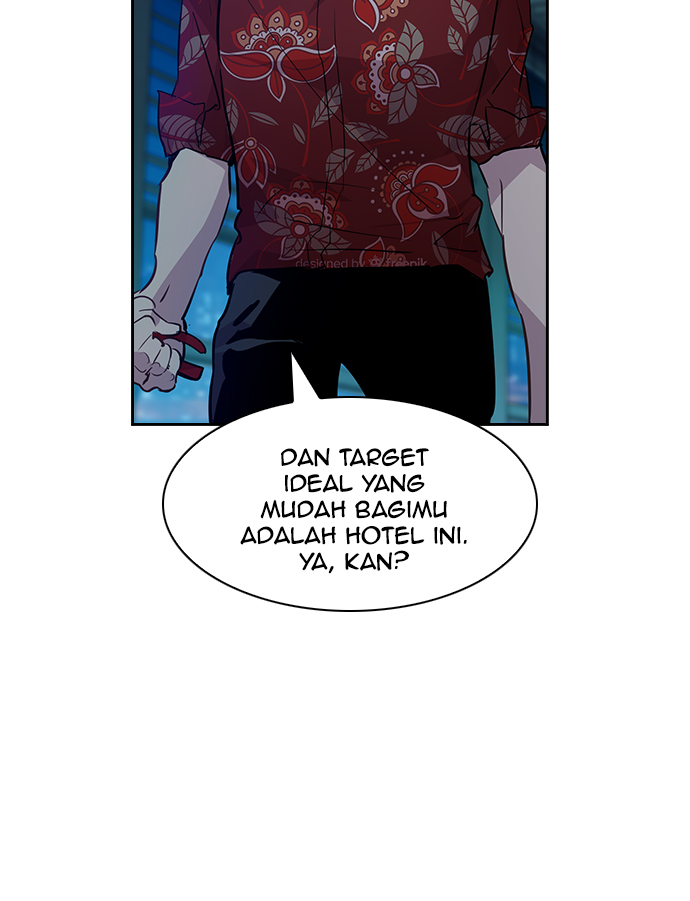 designed by freepik
DAN TARGET
IDEAL YANG
MUDAH BAGIMU
ADALAH HOTEL INI.
YA, KAN?